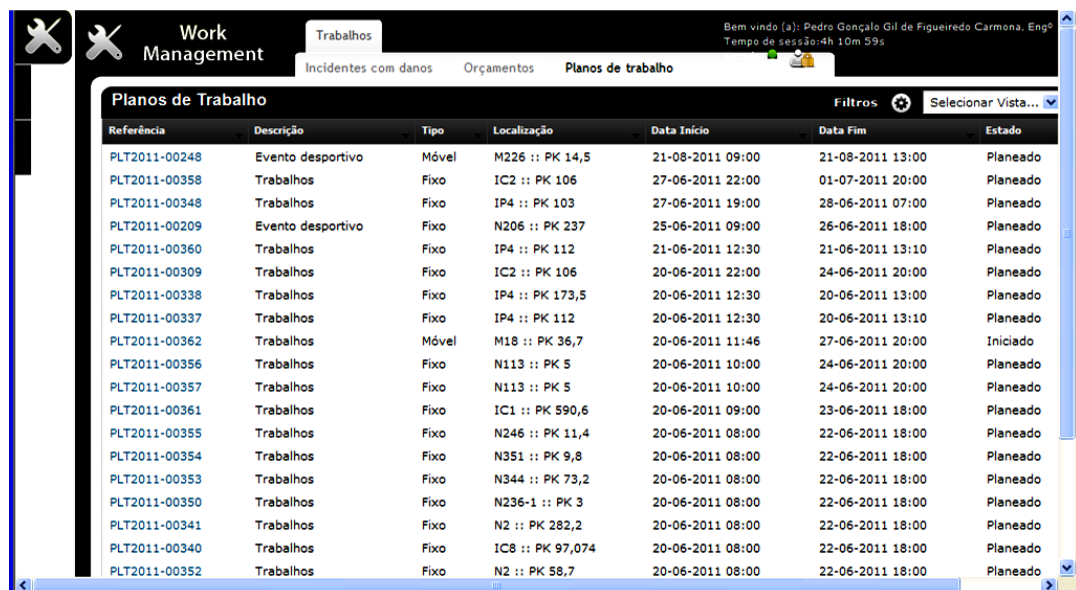 Work Management
Trabalhos
Bem vindo (a): Pedro Gonçalo Gil de Figueiredo Carmona, Engº
Tempo de sessão:4h 10m 59s
Incidentes com danos Orçamentos Planos de trabalho
Planos de Trabalho Filtros Selecionar Vista...
Referência Descrição Tipo Localização Data Início Data Fim Estado
PLT2011-00248 Evento desportivo Móvel M226 :: PK 14,5 21-08-2011 09:00 21-08-2011 13:00 Planeado
PLT2011-00358 Trabalhos Fixo IC2 :: PK 106 27-06-2011 22:00 01-07-2011 20:00 Planeado
PLT2011-00348 Trabalhos Fixo IP4 :: PK 103 27-06-2011 19:00 28-06-2011 07:00 Planeado
PLT2011-00209 Evento desportivo Fixo N206 :: PK 237 25-06-2011 09:00 26-06-2011 18:00 Planeado
PLT2011-00360 Trabalhos Fixo IP4 :: PK 112 21-06-2011 12:30 21-06-2011 13:10 Planeado
PLT2011-00309 Trabalhos Fixo IC2 :: PK 106 20-06-2011 22:00 24-06-2011 20:00 Planeado
PLT2011-00338 Trabalhos Fixo IP4 :: PK 173,5 20-06-2011 12:30 20-06-2011 13:00 Planeado
PLT2011-00337 Trabalhos Fixo IP4 :: PK 112 20-06-2011 12:30 20-06-2011 13:10 Planeado
PLT2011-00362 Trabalhos Móvel M18 :: PK 36,7 20-06-2011 11:46 27-06-2011 20:00 Iniciado
PLT2011-00356 Trabalhos Fixo N113 :: PK 5 20-06-2011 10:00 24-06-2011 20:00 Planeado
PLT2011-00357 Trabalhos Fixo N113 :: PK 5 20-06-2011 10:00 24-06-2011 20:00 Planeado
PLT2011-00361 Trabalhos Fixo IC1 :: PK 590,6 20-06-2011 09:00 23-06-2011 18:00 Planeado
PLT2011-00355 Trabalhos Fixo N246 :: PK 11,4 20-06-2011 08:00 22-06-2011 18:00 Planeado
PLT2011-00354 Trabalhos Fixo N351 :: PK 9,8 20-06-2011 08:00 22-06-2011 18:00 Planeado
PLT2011-00353 Trabalhos Fixo N344 :: PK 73,2 20-06-2011 08:00 22-06-2011 18:00 Planeado
PLT2011-00350 Trabalhos Fixo N236-1 :: PK 3 20-06-2011 08:00 22-06-2011 18:00 Planeado
PLT2011-00341 Trabalhos Fixo N2 :: PK 282,2 20-06-2011 08:00 22-06-2011 18:00 Planeado
PLT2011-00340 Trabalhos Fixo IC8 :: PK 97,074 20-06-2011 08:00 22-06-2011 18:00 Planeado
PLT2011-00352 Trabalhos Fixo N2 :: PK 58,7 20-06-2011 08:00 22-06-2011 18:00 Planeado